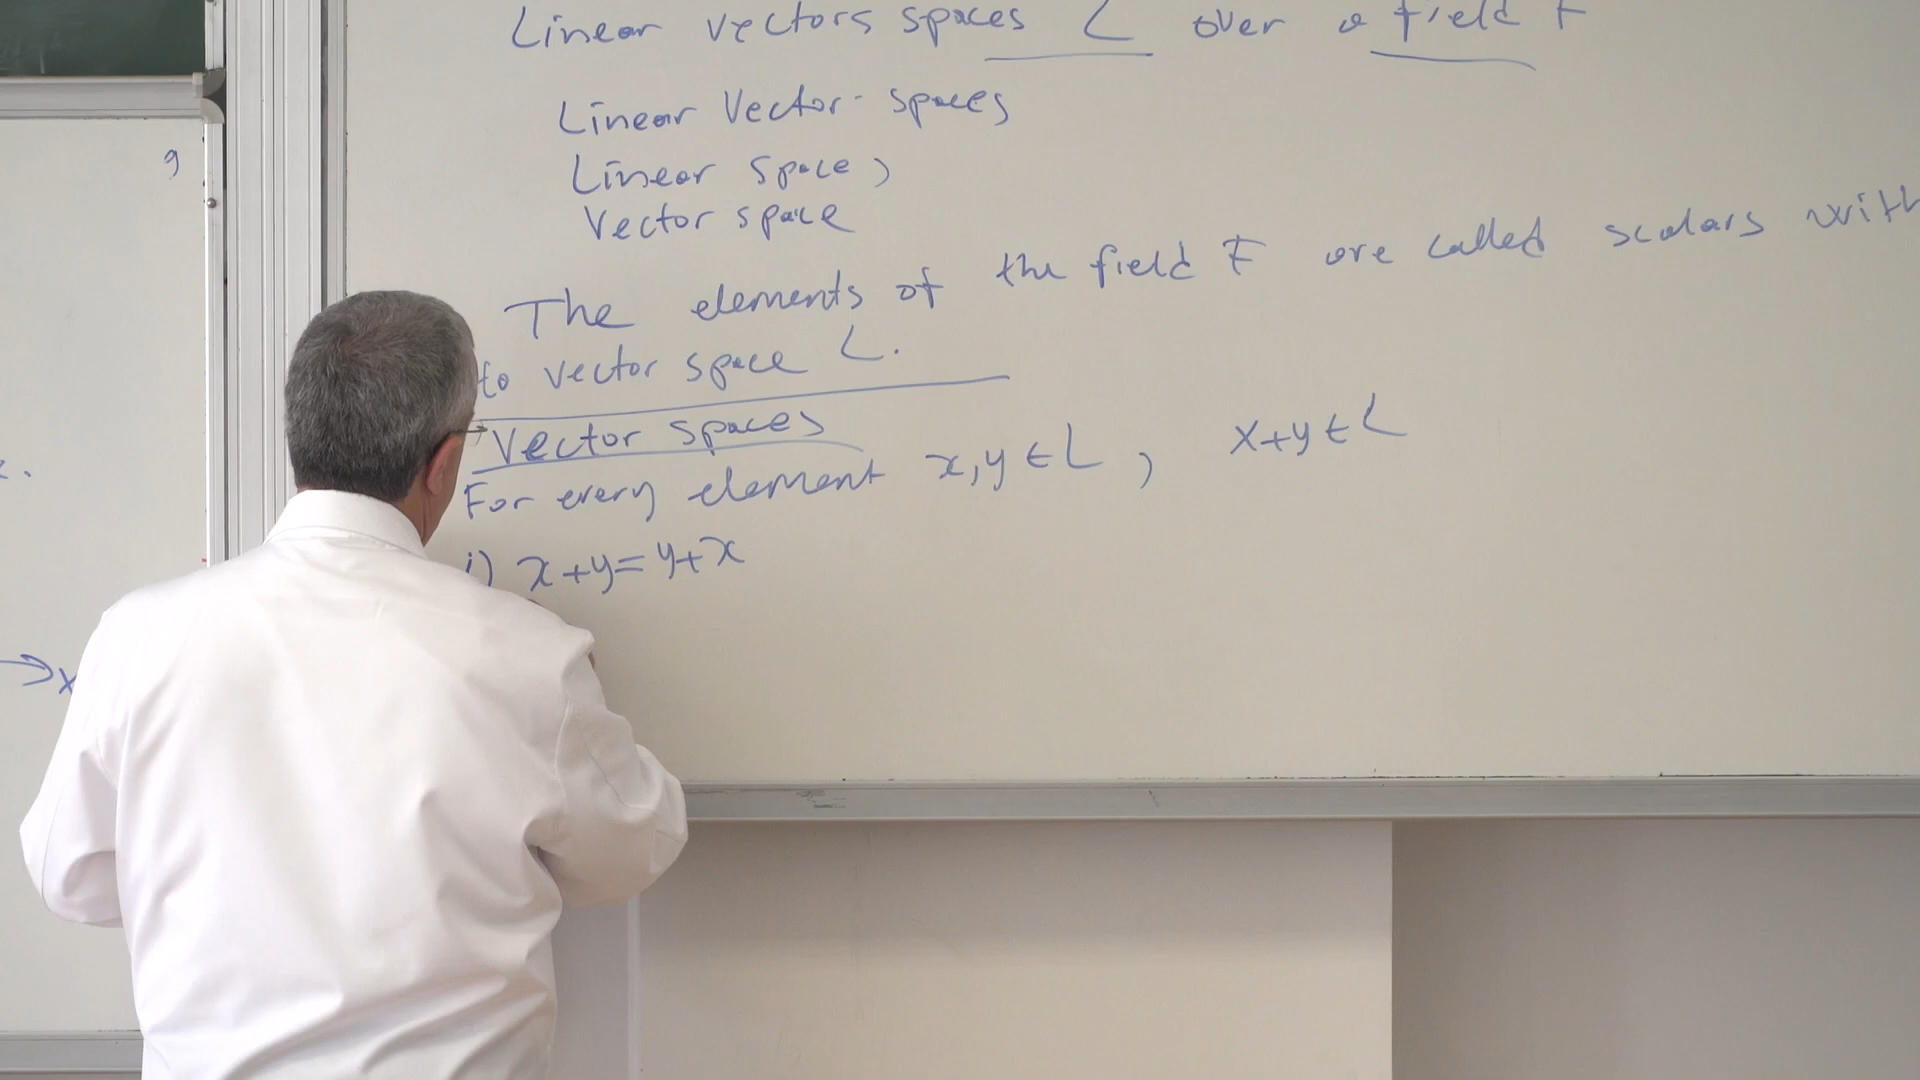 Linear vectors spaces L over a field F
Linear Vector-spaces
Linear space,
Vector space
The elements of the field F are called scalars with
to vector space L.
Vector spaces
For every element x,y ∈ L, x+y ∈ L
i) x+y=y+x
9
x